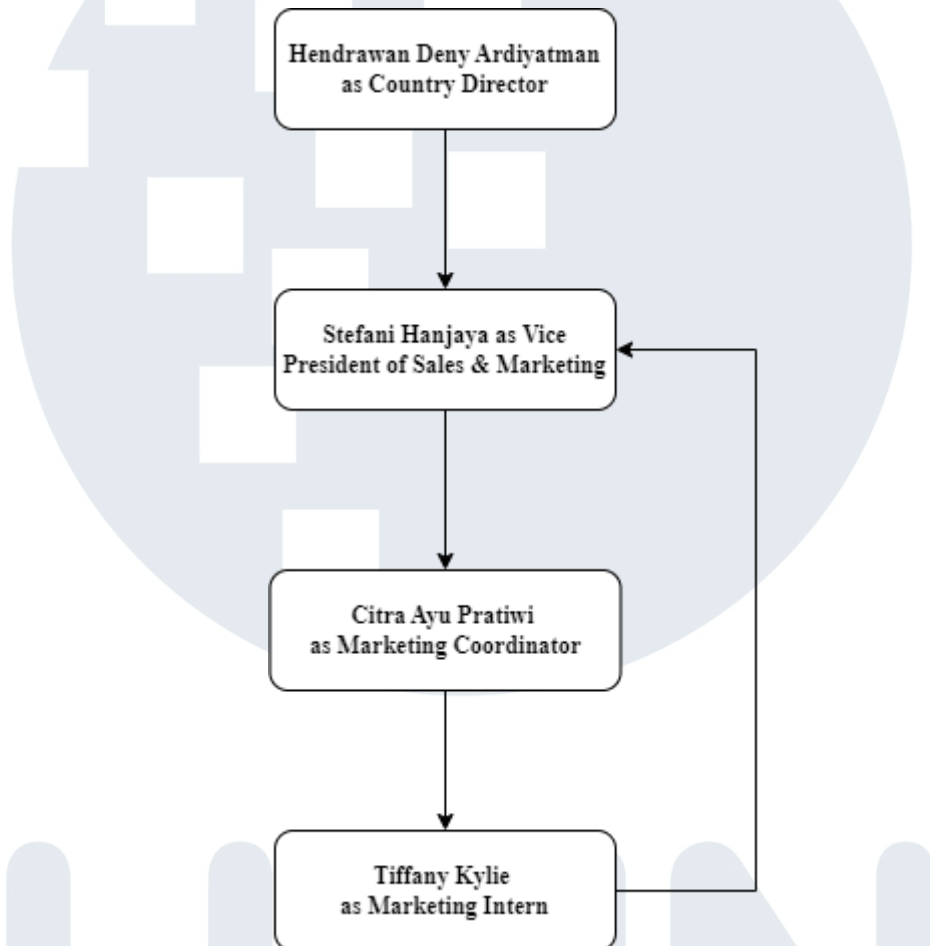 Hendrawan Deny Ardiyatman
as Country Director
Stefani Hanjaya as Vice
President of Sales & Marketing
Citra Ayu Pratiwi
as Marketing Coordinator
Tiffany Kylie
as Marketing Intern